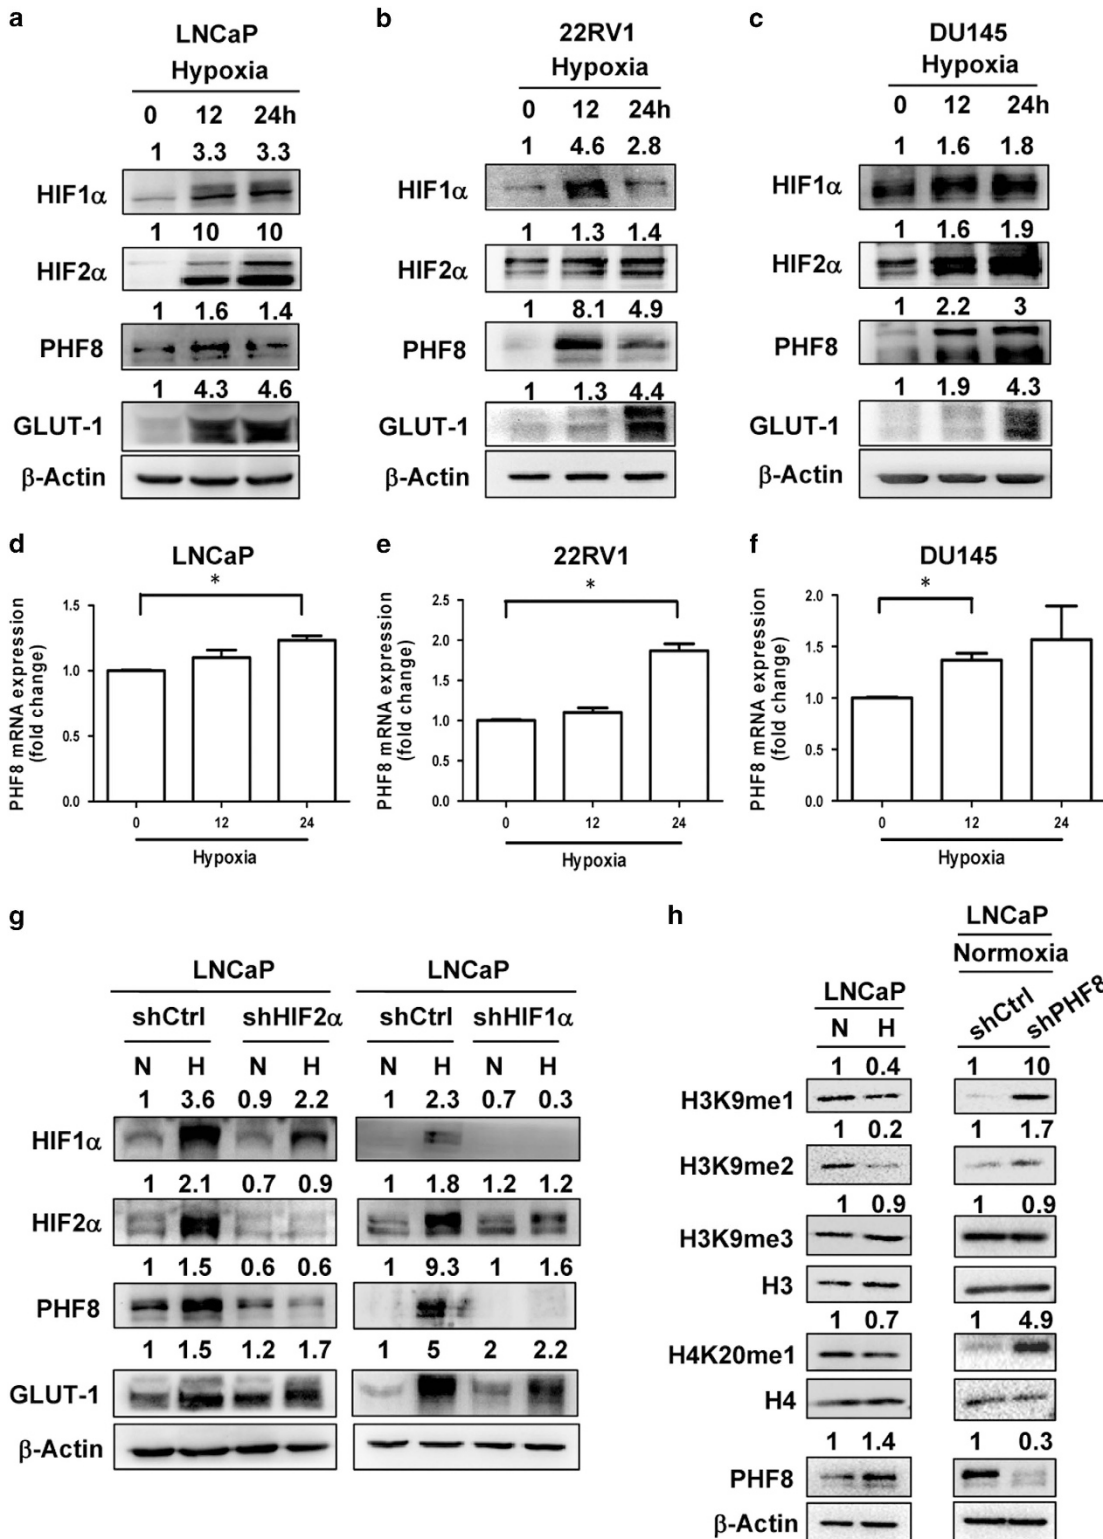 a
LNCaP
Hypoxia
0 12 24h
1 3.3 3.3
HIF1α
1 10 10
HIF2α
1 1.6 1.4
PHF8
1 4.3 4.6
GLUT-1
β-Actin
b
22RV1
Hypoxia
0 12 24h
1 4.6 2.8
HIF1α
1 1.3 1.4
HIF2α
1 8.1 4.9
PHF8
1 1.3 4.4
GLUT-1
β-Actin
c
DU145
Hypoxia
0 12 24h
1 1.6 1.8
HIF1α
1 1.6 1.9
HIF2α
1 2.2 3
PHF8
1 1.9 4.3
GLUT-1
β-Actin
d
LNCaP
*
PHF8 mRNA expression
(fold change)
1.5
1.0
0.5
0.0
0 12 24
Hypoxia
e
22RV1
*
PHF8 mRNA expression
(fold change)
2.5
2.0
1.5
1.0
0.5
0.0
0 12 24
Hypoxia
f
DU145
*
PHF8 mRNA expression
(fold change)
2.0
1.5
1.0
0.5
0.0
0 12 24
Hypoxia
g
LNCaP LNCaP
shCtrl shHIF2α shCtrl shHIF1α
N H N H N H N H
1 3.6 0.9 2.2 1 2.3 0.7 0.3
HIF1α
1 2.1 0.7 0.9 1 1.8 1.2 1.2
HIF2α
1 1.5 0.6 0.6 1 9.3 1 1.6
PHF8
1 1.5 1.2 1.7 1 5 2 2.2
GLUT-1
β-Actin
h
LNCaP
Normoxia
LNCaP
N H shCtrl shPHF8
1 0.4 1 10
H3K9me1
1 0.2 1 1.7
H3K9me2
1 0.9 1 0.9
H3K9me3
H3
1 0.7 1 4.9
H4K20me1
H4
1 1.4 1 0.3
PHF8
β-Actin